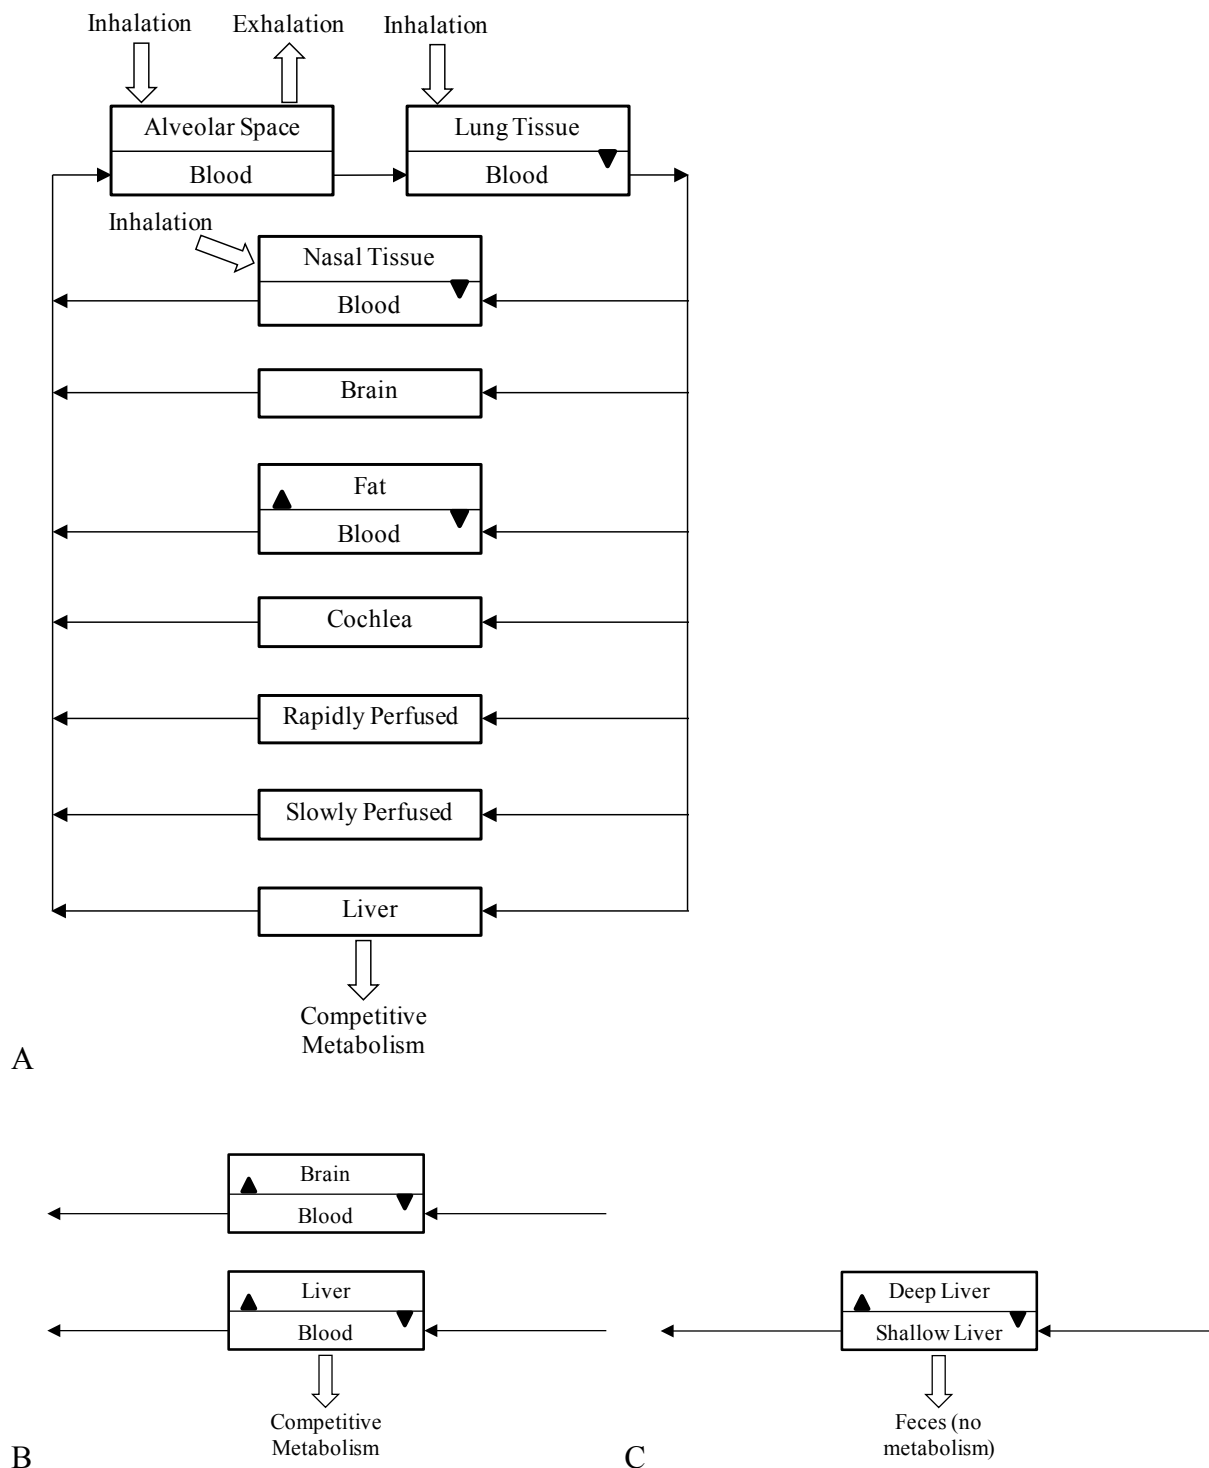 Inhalation
Exhalation
Inhalation
Alveolar Space
Blood
Lung Tissue
Blood
Inhalation
Nasal Tissue
Blood
Brain
Fat
Blood
Cochlea
Rapidly Perfused
Slowly Perfused
Liver
Competitive
Metabolism
A
Brain
Blood
Liver
Blood
Competitive
Metabolism
B
Deep Liver
Shallow Liver
Feces (no
metabolism)
C